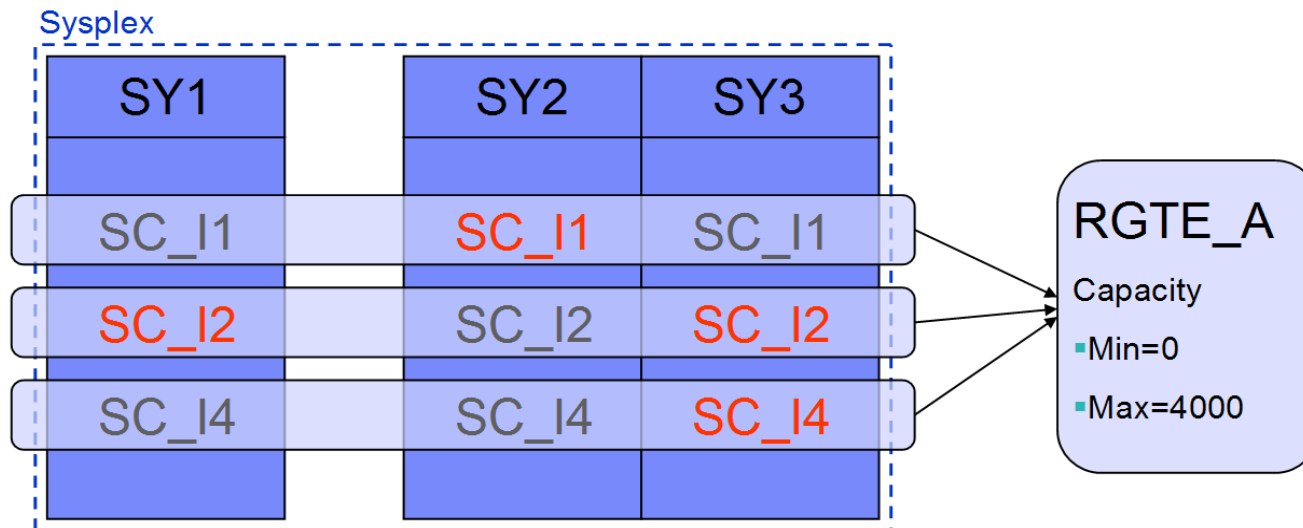 Sysplex
SY1 SY2 SY3
SC_I1 SC_I1 SC_I1
SC_I2 SC_I2 SC_I2
SC_I4 SC_I4 SC_I4
RGTE_A
Capacity
▪Min=0
▪Max=4000